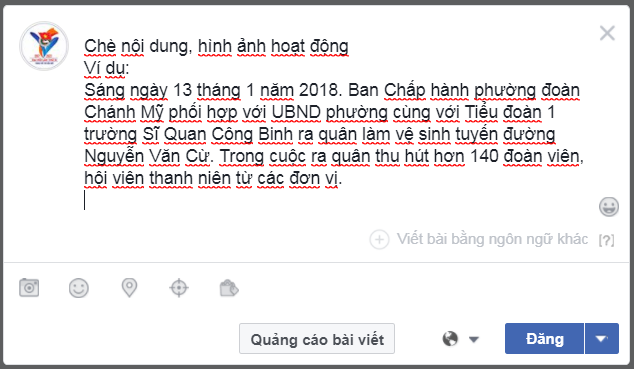 Chè nội dung, hình ảnh hoạt động
Ví dụ:
Sáng ngày 13 tháng 1 năm 2018. Ban Chấp hành phường đoàn
Chánh Mỹ phối hợp với UBND phường cùng với Tiểu đoàn 1
trường Sĩ Quan Công Binh ra quân làm vệ sinh tuyến đường
Nguyễn Văn Cừ. Trong cuộc ra quân thu hút hơn 140 đoàn viên,
hội viên thanh niên từ các đơn vị.
Viết bài bằng ngôn ngữ khác [?]
Quảng cáo bài viết
Đăng